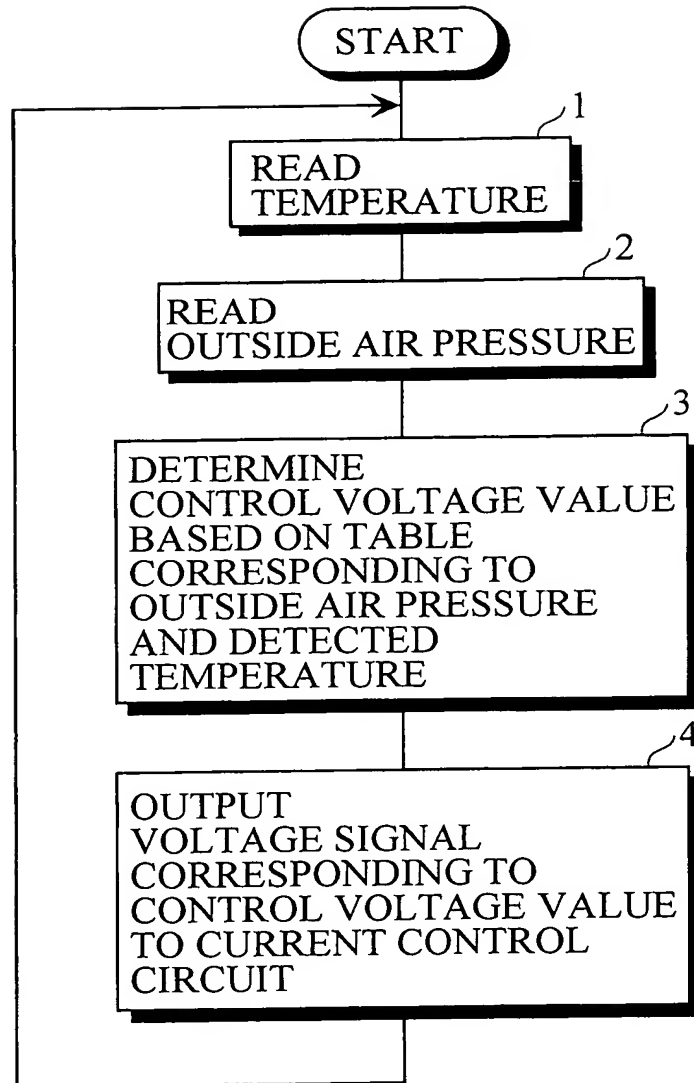 START
1
READ
TEMPERATURE
2
READ
OUTSIDE AIR PRESSURE
3
DETERMINE
CONTROL VOLTAGE VALUE
BASED ON TABLE
CORRESPONDING TO
OUTSIDE AIR PRESSURE
AND DETECTED
TEMPERATURE
4
OUTPUT
VOLTAGE SIGNAL
CORRESPONDING TO
CONTROL VOLTAGE VALUE
TO CURRENT CONTROL
CIRCUIT